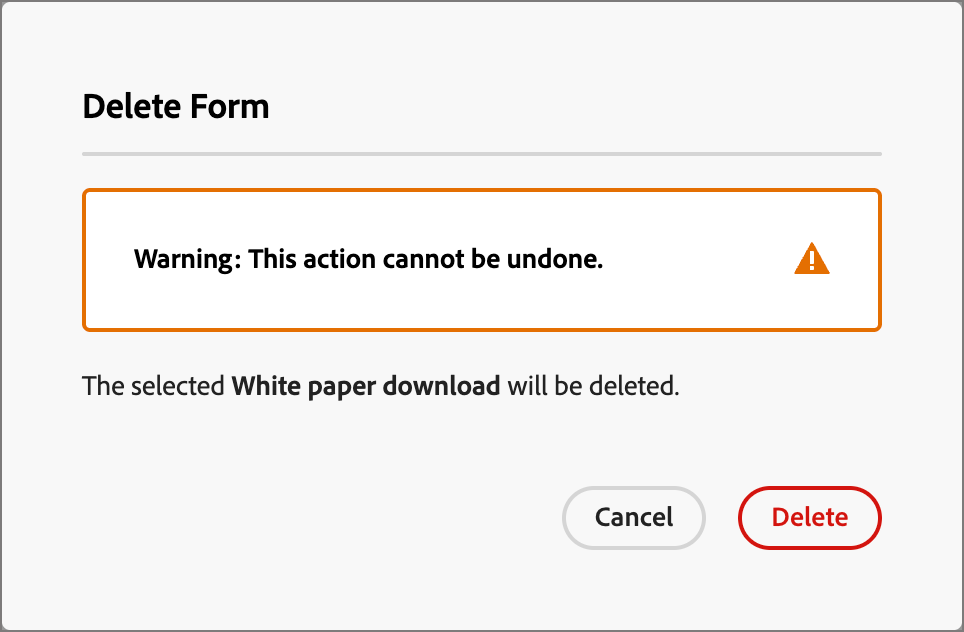 Delete Form
Warning: This action cannot be undone.
The selected White paper download will be deleted.
Cancel
Delete